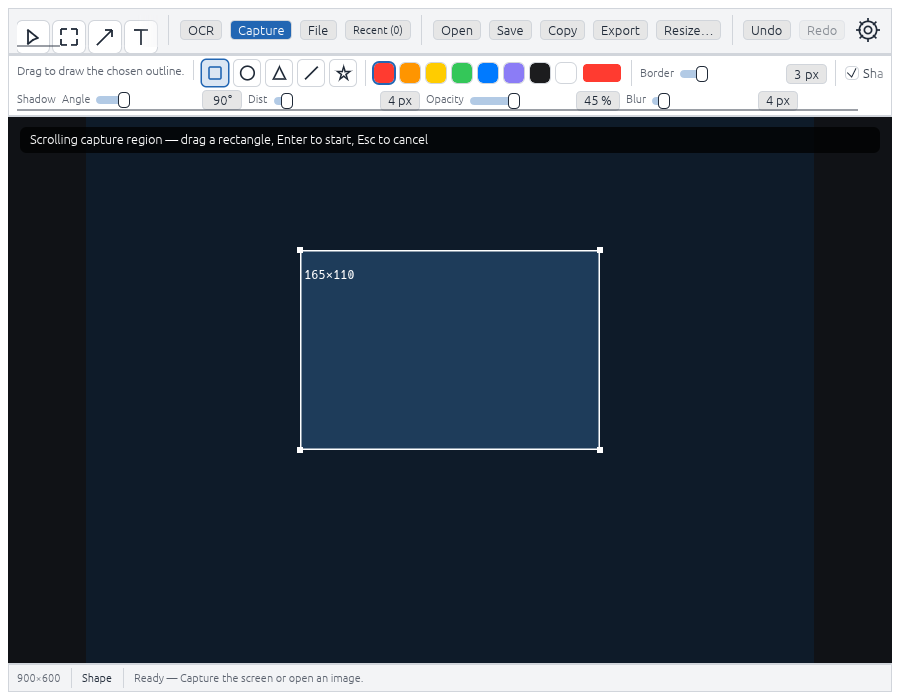 T OCR Capture File Recent (0) Open Save Copy Export Resize... Undo Redo
Drag to draw the chosen outline. Border 3 px Sha
Shadow Angle 90° Dist 4 px Opacity 45 % Blur 4 px
Scrolling capture region — drag a rectangle, Enter to start, Esc to cancel
165×110
900×600 Shape Ready — Capture the screen or open an image.